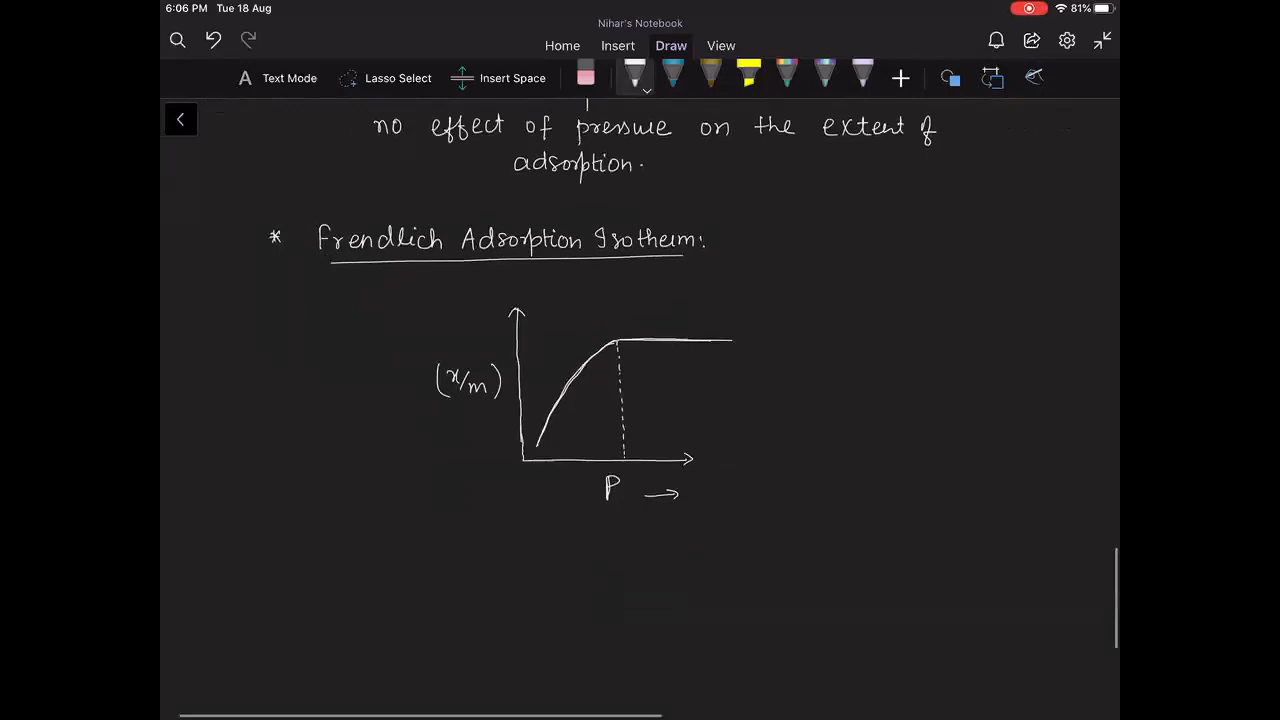 6:06 PM Tue 18 Aug
81%
Nihar's Notebook
Home Insert Draw View
A Text Mode Lasso Select Insert Space
no effect of pressure on the extent of
adsorption.
* Frendlich Adsorption Isotherm:
(x/m)
P →